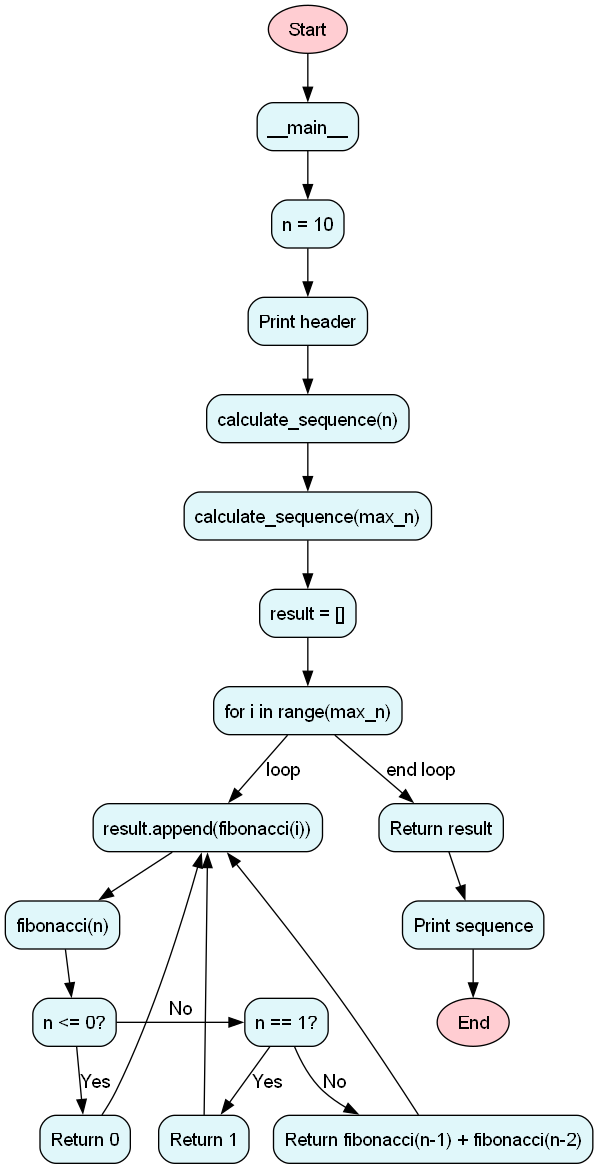 Start
__main__
n = 10
Print header
calculate_sequence(n)
calculate_sequence(max_n)
result = []
for i in range(max_n)
loop
end loop
result.append(fibonacci(i))
Return result
fibonacci(n)
Print sequence
n <= 0?
No
n == 1?
End
Yes
Yes
No
Return 0
Return 1
Return fibonacci(n-1) + fibonacci(n-2)